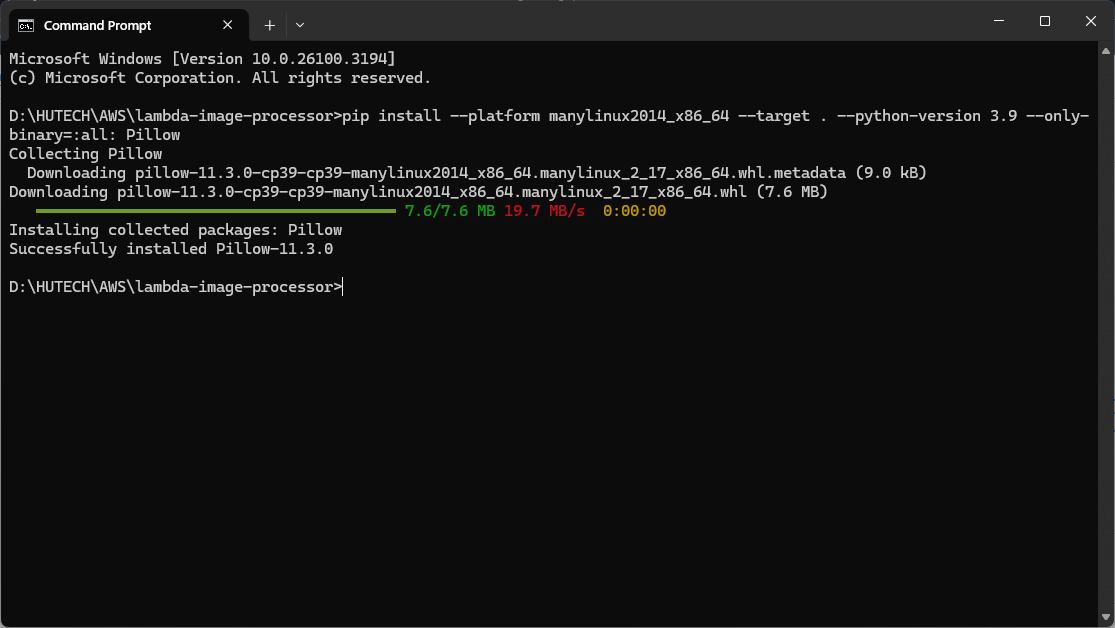 Command Prompt
Microsoft Windows [Version 10.0.26100.3194]
(c) Microsoft Corporation. All rights reserved.
D:\HUTECH\AWS\lambda-image-processor>pip install --platform manylinux2014_x86_64 --target . --python-version 3.9 --only-
binary=:all: Pillow
Collecting Pillow
  Downloading pillow-11.3.0-cp39-cp39-manylinux2014_x86_64.manylinux_2_17_x86_64.whl.metadata (9.0 kB)
Downloading pillow-11.3.0-cp39-cp39-manylinux2014_x86_64.manylinux_2_17_x86_64.whl (7.6 MB)
7.6/7.6 MB 19.7 MB/s 0:00:00
Installing collected packages: Pillow
Successfully installed Pillow-11.3.0
D:\HUTECH\AWS\lambda-image-processor>